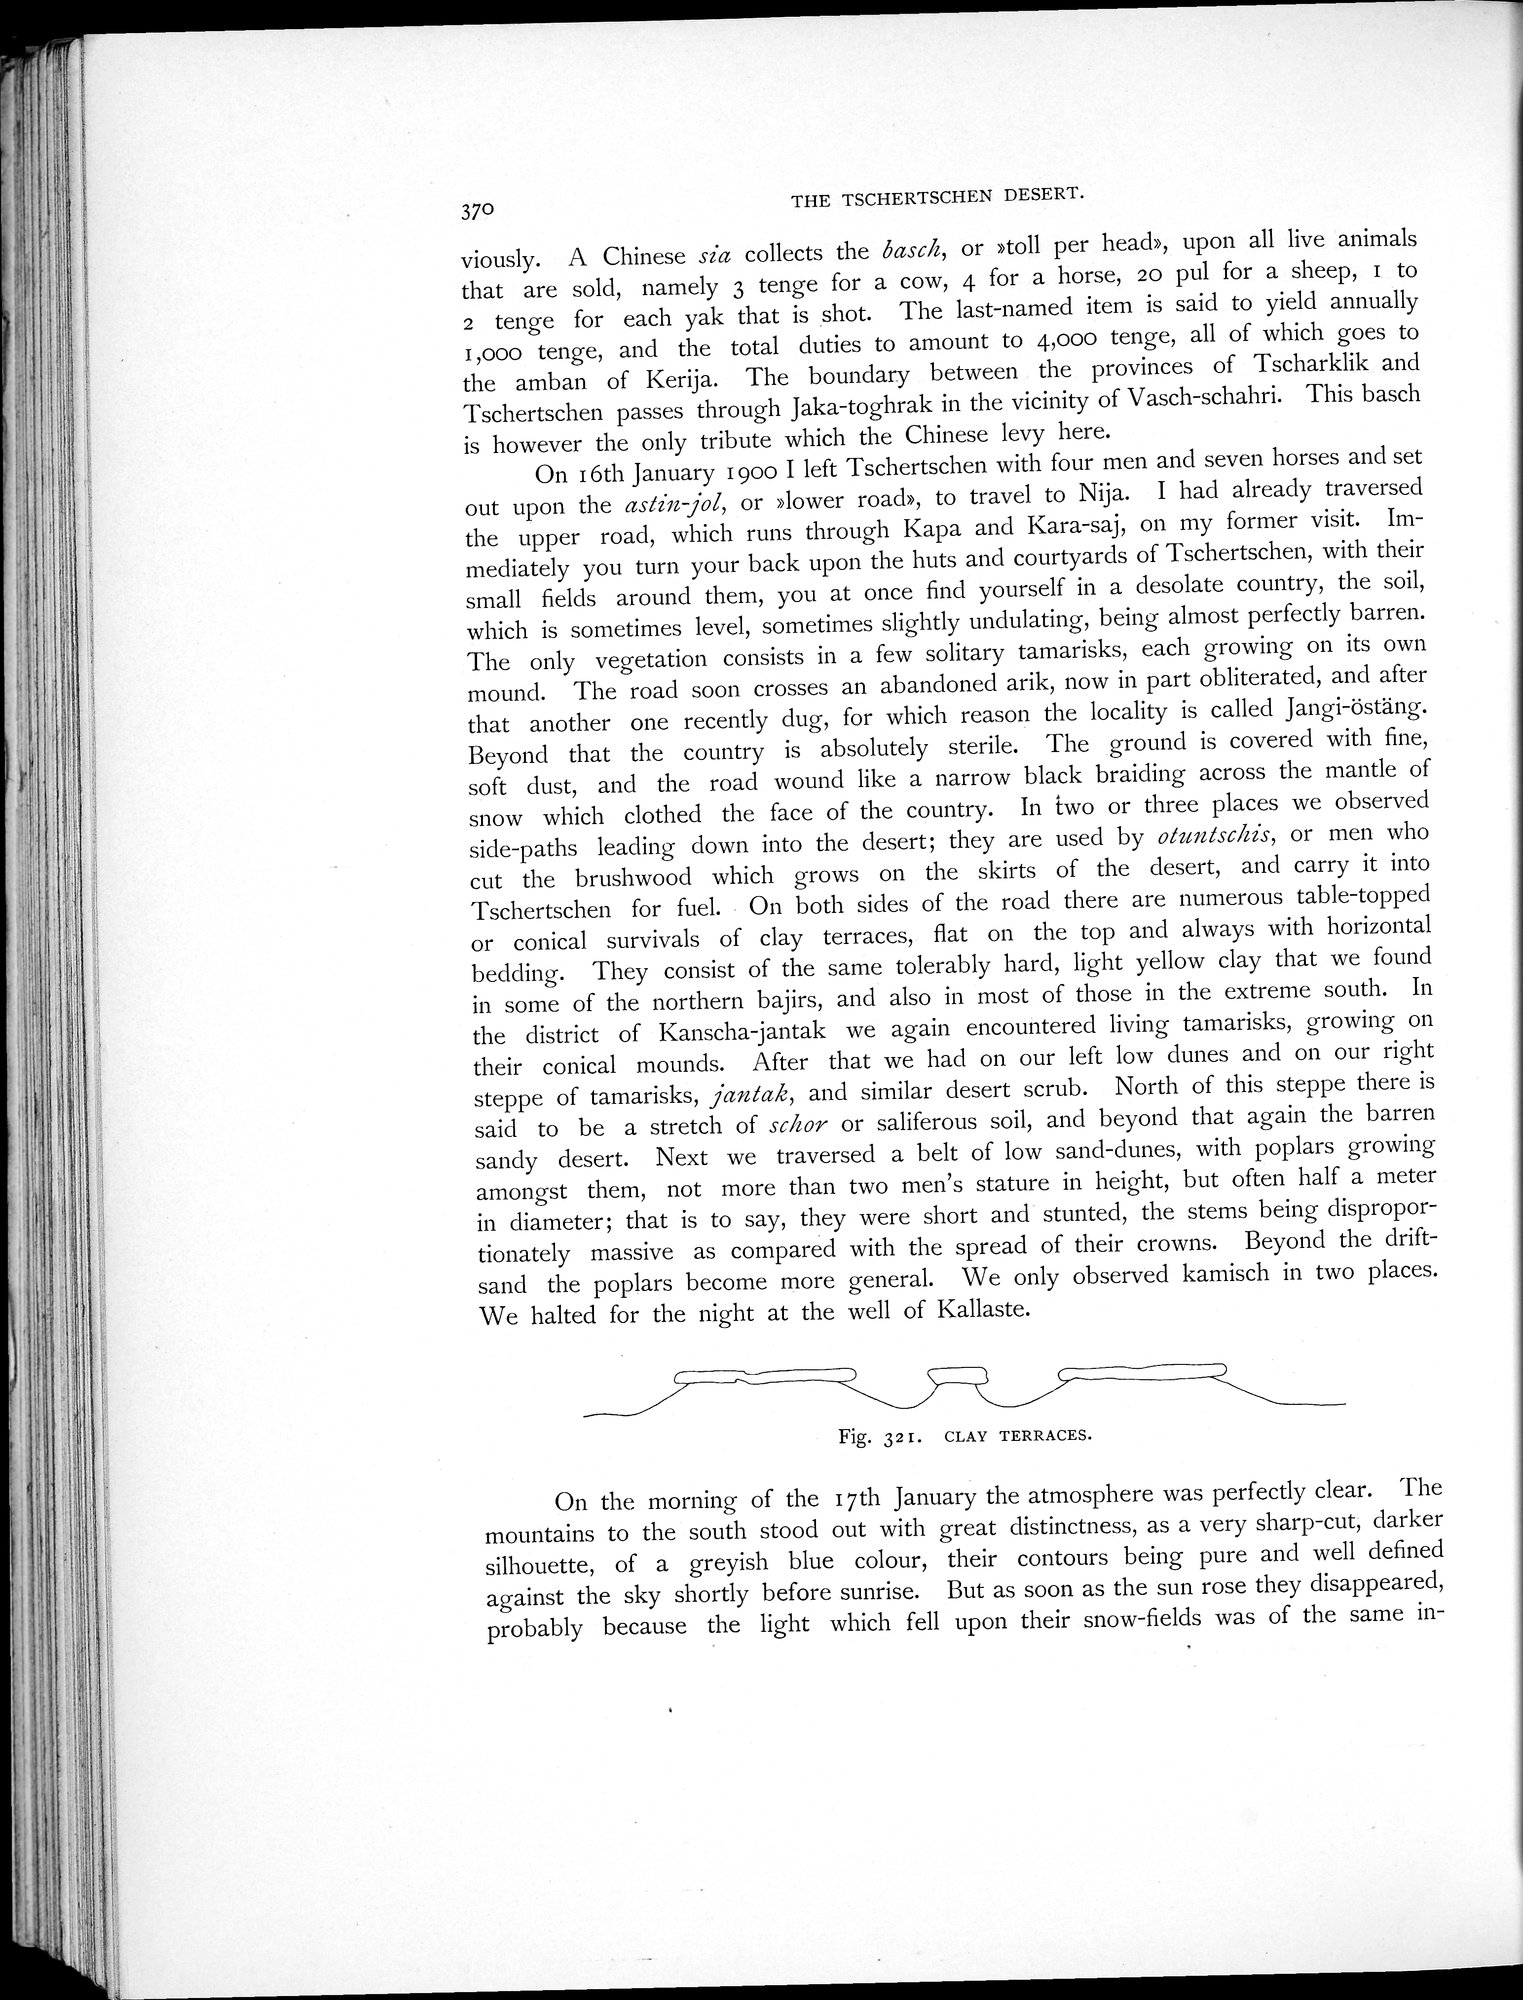 370
THE TSCHERTSCHEN DESERT.
viously. A Chinese sia collects the basch, or »toll per head», upon all live animals
that are sold, namely 3 tenge for a cow, 4 for a horse, 20 pul for a sheep, 1 to
2 tenge for each yak that is shot. The last-named item is said to yield annually
1,000 tenge, and the total duties to amount to 4,000 tenge, all of which goes to
the amban of Kerija. The boundary between the provinces of Tscharklik and
Tschertschen passes through Jaka-toghrak in the vicinity of Vasch-schahri. This basch
is however the only tribute which the Chinese levy here.
On 16th January 1900 I left Tschertschen with four men and seven horses and set
out upon the astin-jol, or »lower road», to travel to Nija. I had already traversed
the upper road, which runs through Kapa and Kara-saj, on my former visit. Im-
mediately you turn your back upon the huts and courtyards of Tschertschen, with their
small fields around them, you at once find yourself in a desolate country, the soil,
which is sometimes level, sometimes slightly undulating, being almost perfectly barren.
The only vegetation consists in a few solitary tamarisks, each growing on its own
mound. The road soon crosses an abandoned arik, now in part obliterated, and after
that another one recently dug, for which reason the locality is called Jangi-östäng.
Beyond that the country is absolutely sterile. The ground is covered with fine,
soft dust, and the road wound like a narrow black braiding across the mantle of
snow which clothed the face of the country. In two or three places we observed
side-paths leading down into the desert; they are used by otuntschis, or men who
cut the brushwood which grows on the skirts of the desert, and carry it into
Tschertschen for fuel. On both sides of the road there are numerous table-topped
or conical survivals of clay terraces, flat on the top and always with horizontal
bedding. They consist of the same tolerably hard, light yellow clay that we found
in some of the northern bajirs, and also in most of those in the extreme south. In
the district of Kanscha-jantak we again encountered living tamarisks, growing on
their conical mounds. After that we had on our left low dunes and on our right
steppe of tamarisks, jantak, and similar desert scrub. North of this steppe there is
said to be a stretch of schor or saliferous soil, and beyond that again the barren
sandy desert. Next we traversed a belt of low sand-dunes, with poplars growing
amongst them, not more than two men's stature in height, but often half a meter
in diameter; that is to say, they were short and stunted, the stems being dispropor-
tionately massive as compared with the spread of their crowns. Beyond the drift-
sand the poplars become more general. We only observed kamisch in two places.
We halted for the night at the well of Kallaste.
Fig. 321. CLAY TERRACES.
On the morning of the 17th January the atmosphere was perfectly clear. The
mountains to the south stood out with great distinctness, as a very sharp-cut, darker
silhouette, of a greyish blue colour, their contours being pure and well defined
against the sky shortly before sunrise. But as soon as the sun rose they disappeared,
probably because the light which fell upon their snow-fields was of the same in-